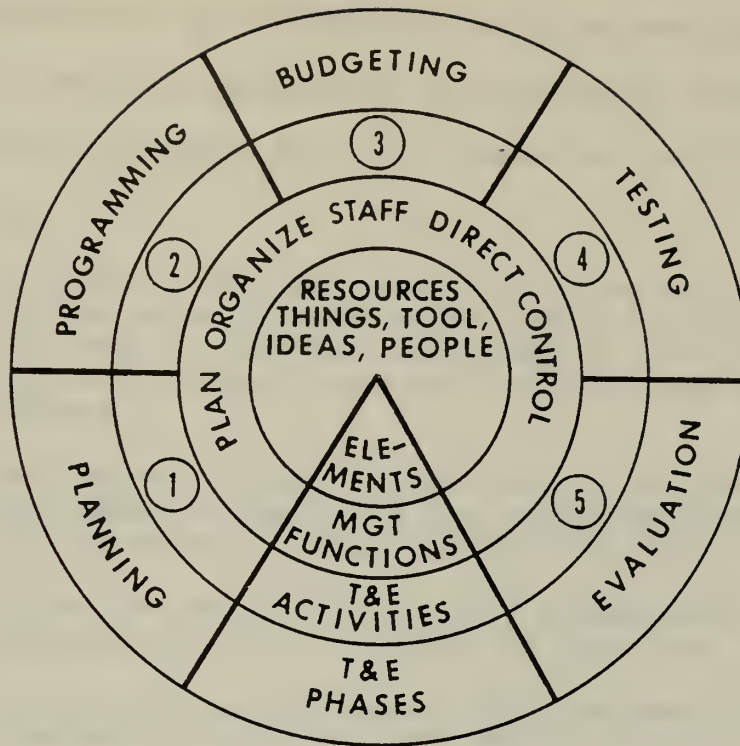 BUDGETING
PROGRAMMING
TESTING
PLANNING
EVALUATION
3
2
4
1
5
PLAN ORGANIZE STAFF DIRECT CONTROL
RESOURCES
THINGS, TOOL,
IDEAS, PEOPLE
ELE-
MENTS
MGT
FUNCTIONS
T&E
ACTIVITIES
T&E
PHASES